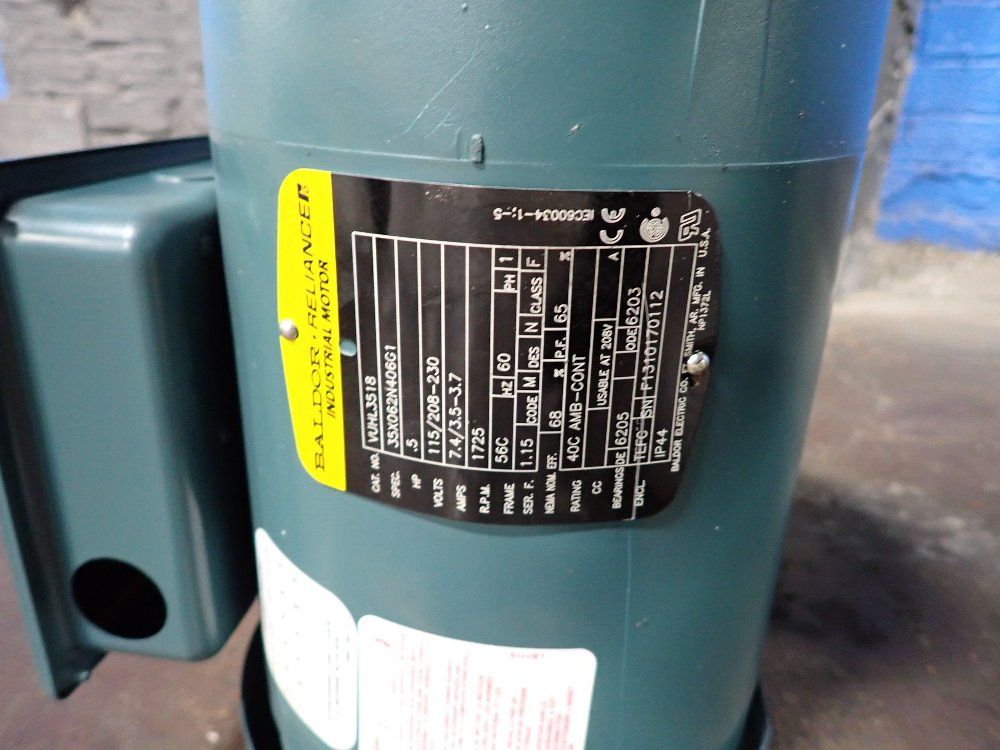 BALDOR · RELIANCE
INDUSTRIAL MOTOR
CAT. NO. VUHL3518
SPEC. 35X062N406G1
HP .5
VOLTS 115/208-230
AMPS 7.4/3.5-3.7
R.P.M. 1725
FRAME 56C HZ 60 PH 1
SER. F. 1.15 CODE M DES N CLASS F
NEMA NOM. EFF. 68 % P.F. 65 %
RATING 40C AMB-CONT
CC USABLE AT 208V A
BEARINGS DE 6205 ODE 6203
ENCL TEFC SN F1310170112
IP44
BALDOR ELECTRIC CO. FT. SMITH, AR. MFG. IN U.S.A.
NP1372L
IEC60034-1;-5
CE